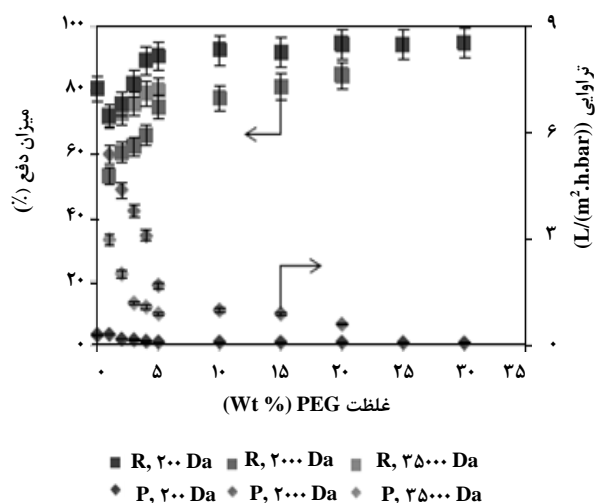 ۱۰۰
۸۰
۶۰
۴۰
۲۰
۰
میزان دفع (٪)
۹
۶
۳
۰
تراوایی ((L/(m².h.bar)
۰ ۵ ۱۰ ۱۵ ۲۰ ۲۵ ۳۰ ۳۵
غلظت PEG (Wt %)
R, ۲۰۰ Da R, ۲۰۰۰ Da R, ۳۵۰۰۰ Da
P, ۲۰۰ Da P, ۲۰۰۰ Da P, ۳۵۰۰۰ Da